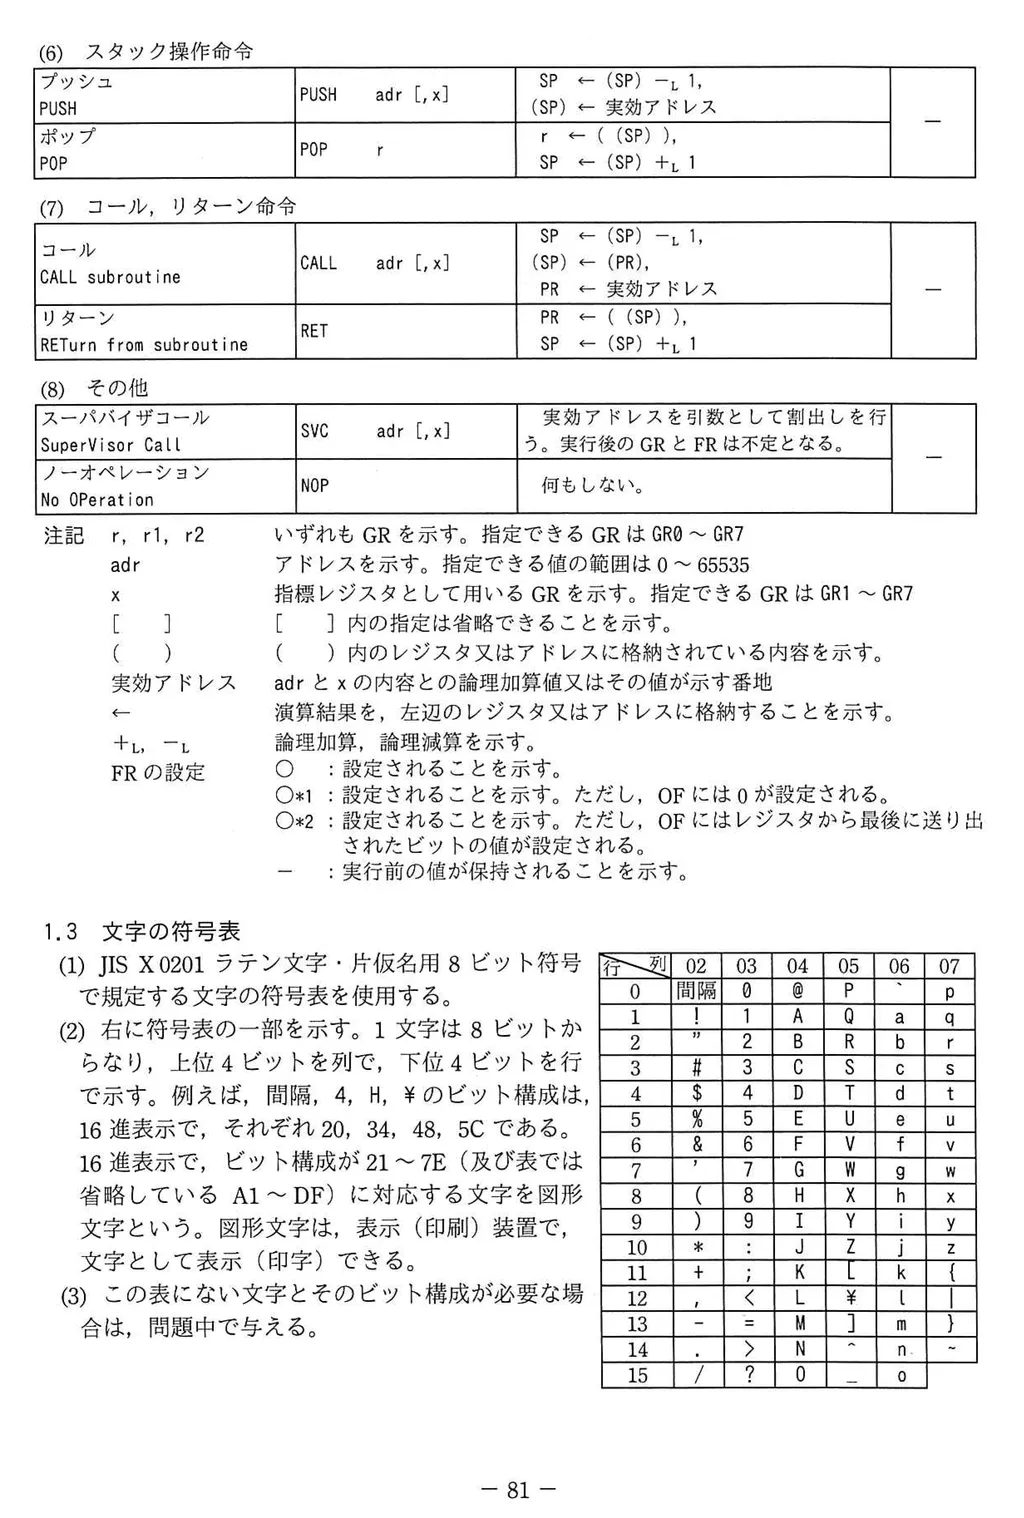 (6) スタック操作命令
プッシュ
PUSH
PUSH adr [,x]
SP ← (SP) −L 1,
(SP) ← 実効アドレス
−
ポップ
POP
POP r
r ← ( (SP) ),
SP ← (SP) +L 1
(7) コール，リターン命令
コール
CALL subroutine
CALL adr [,x]
SP ← (SP) −L 1,
(SP) ← (PR),
PR ← 実効アドレス
−
リターン
RETurn from subroutine
RET
PR ← ( (SP) ),
SP ← (SP) +L 1
(8) その他
スーパバイザコール
SuperVisor Call
SVC adr [,x]
実効アドレスを引数として割出しを行
う。実行後の GR と FR は不定となる。
−
ノーオペレーション
No OPeration
NOP
何もしない。
注記 r, r1, r2 いずれも GR を示す。指定できる GR は GR0 ～ GR7
adr アドレスを示す。指定できる値の範囲は 0 ～ 65535
x 指標レジスタとして用いる GR を示す。指定できる GR は GR1 ～ GR7
[ ] [ ] 内の指定は省略できることを示す。
( ) ( ) 内のレジスタ又はアドレスに格納されている内容を示す。
実効アドレス adr と x の内容との論理加算値又はその値が示す番地
← 演算結果を，左辺のレジスタ又はアドレスに格納することを示す。
+L, −L 論理加算，論理減算を示す。
FR の設定 ○ ：設定されることを示す。
○*1 ：設定されることを示す。ただし，OF には 0 が設定される。
○*2 ：設定されることを示す。ただし，OF にはレジスタから最後に送り出
されたビットの値が設定される。
− ：実行前の値が保持されることを示す。
1.3 文字の符号表
(1) JIS X 0201 ラテン文字・片仮名用 8 ビット符号
で規定する文字の符号表を使用する。
(2) 右に符号表の一部を示す。1 文字は 8 ビットか
らなり，上位 4 ビットを列で，下位 4 ビットを行
で示す。例えば，間隔，4，H，¥ のビット構成は，
16 進表示で，それぞれ 20，34，48，5C である。
16 進表示で，ビット構成が 21 ～ 7E（及び表では
省略している A1 ～ DF）に対応する文字を図形
文字という。図形文字は，表示（印刷）装置で，
文字として表示（印字）できる。
(3) この表にない文字とそのビット構成が必要な場
合は，問題中で与える。
行 列 02 03 04 05 06 07
0 間隔 0 @ P ` p
1 ! 1 A Q a q
2 ” 2 B R b r
3 # 3 C S c s
4 $ 4 D T d t
5 % 5 E U e u
6 & 6 F V f v
7 ’ 7 G W g w
8 ( 8 H X h x
9 ) 9 I Y i y
10 * : J Z j z
11 + ; K [ k {
12 , < L ¥ l |
13 - = M ] m }
14 . > N ^ n ~
15 / ? O _ o
− 81 −